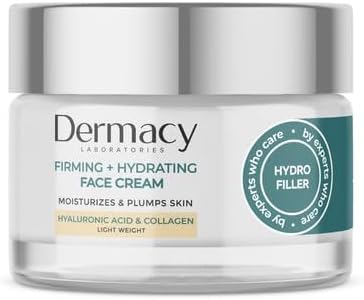 Dermacy
LABORATORIES
FIRMING + HYDRATING
FACE CREAM
MOISTURIZES & PLUMPS SKIN
HYALURONIC ACID & COLLAGEN
LIGHT WEIGHT
by experts who care • by experts who care •
HYDRO
FILLER